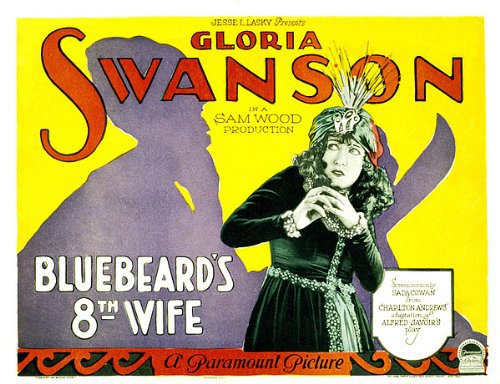 JESSE L. LASKY Presents
GLORIA
SWANSON
IN A
SAM WOOD
PRODUCTION
BLUEBEARD'S
8TH WIFE
Screen version by
SADA COWAN
from
CHARLTON ANDREWS'
adaptation of
ALFRED SAVOIR'S
play
A Paramount Picture